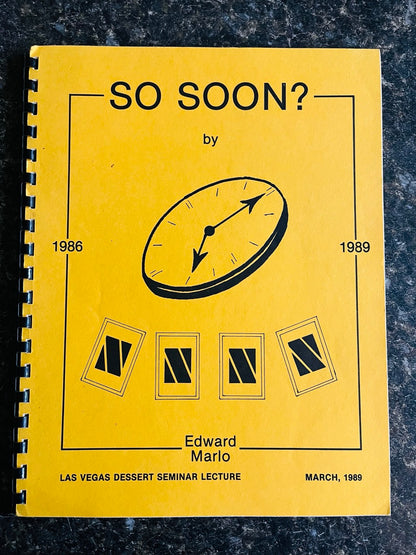 SO SOON?
by
1986
1989
Edward
Marlo
LAS VEGAS DESSERT SEMINAR LECTURE
MARCH, 1989